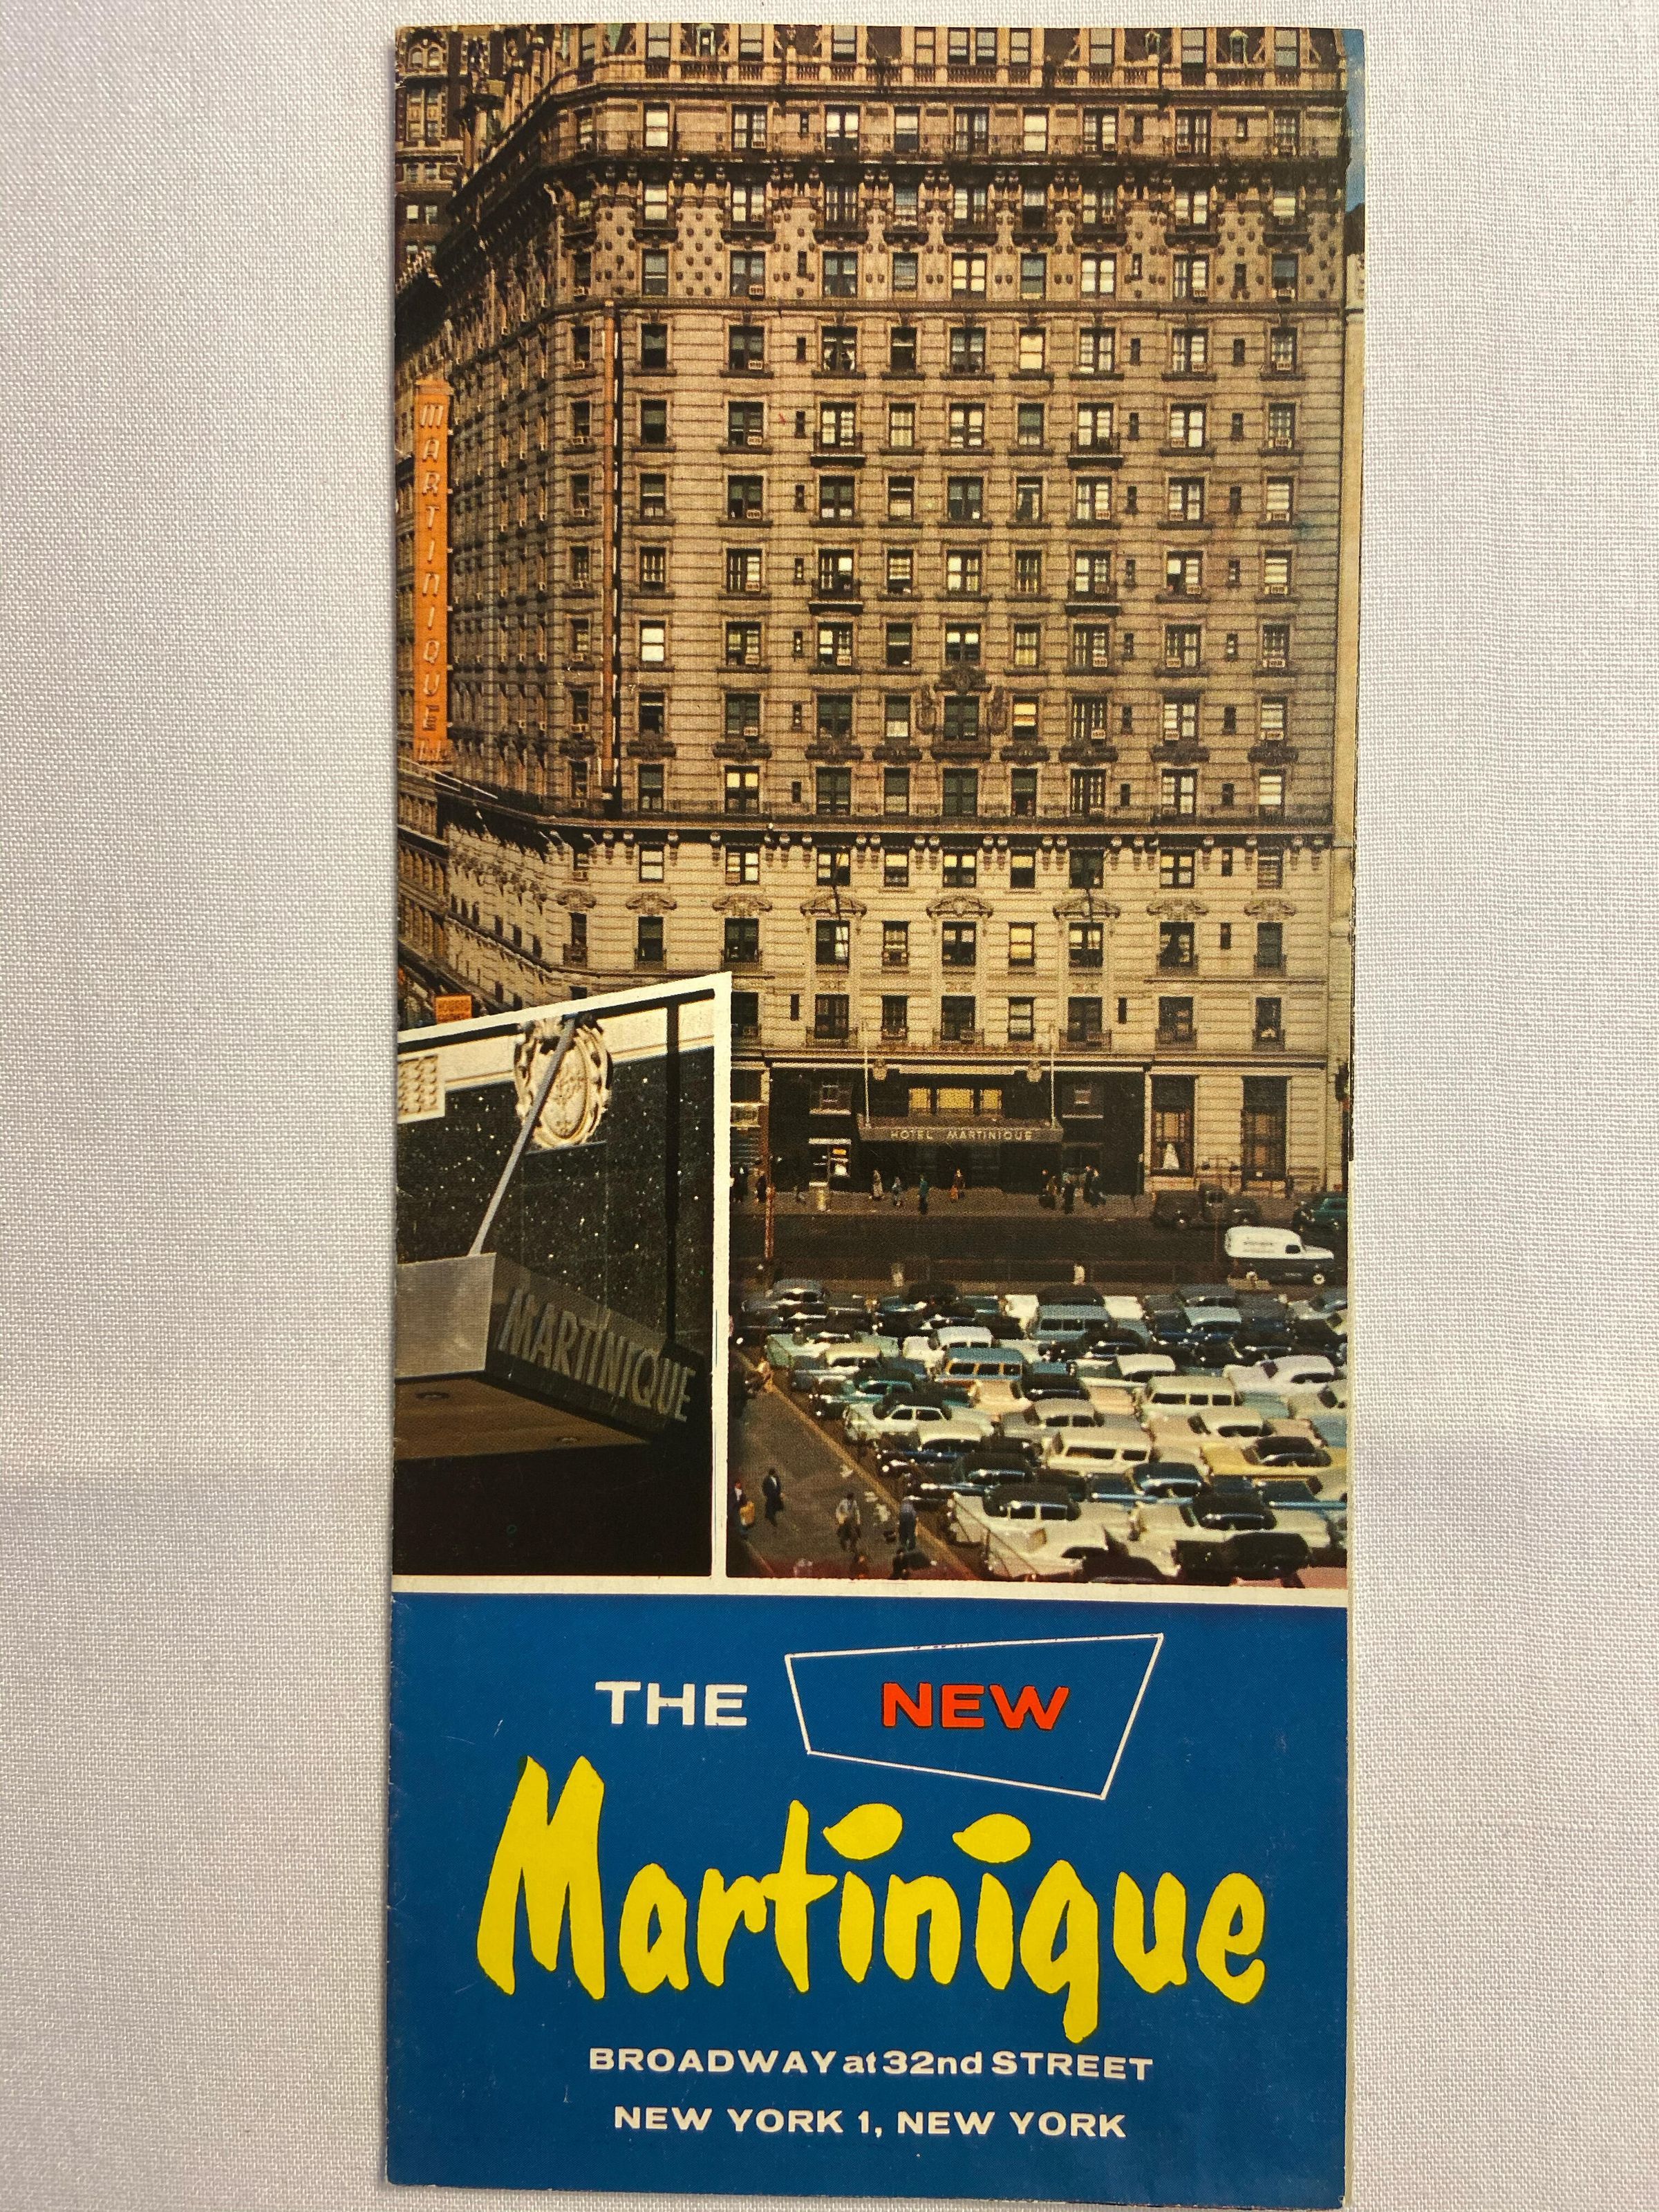 MARTINIQUE
HOTEL MARTINIQUE
MARTINIQUE
THE NEW
Martinique
BROADWAY at 32nd STREET
NEW YORK 1, NEW YORK